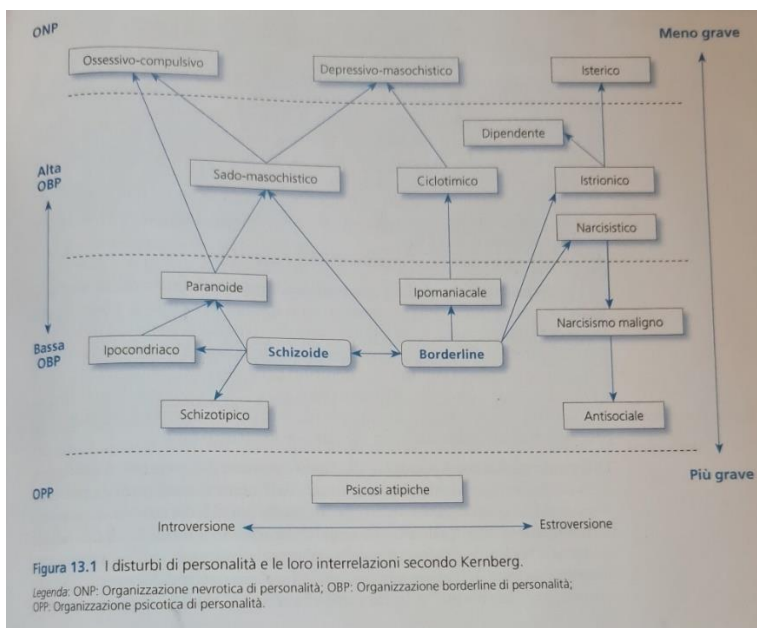 ONP
Meno grave
Ossessivo-compulsivo
Depressivo-masochistico
Isterico
Dipendente
Alta
OBP
Sado-masochistico
Ciclotimico
Istrionico
Narcisistico
Paranoide
Ipomaniacale
Narcisismo maligno
Bassa
OBP
Ipocondriaco
Schizoide
Borderline
Schizotipico
Antisociale
Più grave
OPP
Psicosi atipiche
Introversione
Estroversione
Figura 13.1 I disturbi di personalità e le loro interrelazioni secondo Kernberg.
Legenda: ONP: Organizzazione nevrotica di personalità; OBP: Organizzazione borderline di personalità;
OPP: Organizzazione psicotica di personalità.